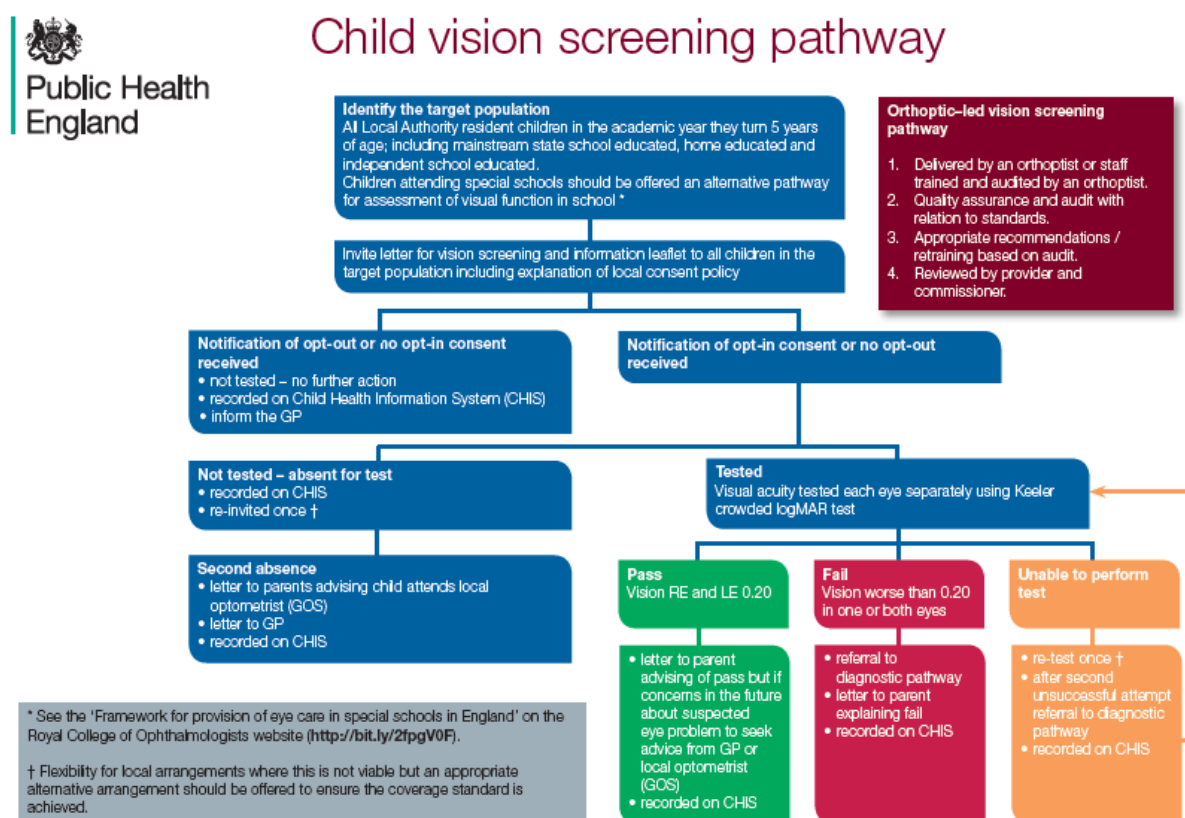 Child vision screening pathway
Public Health
England
Identify the target population
All Local Authority resident children in the academic year they turn 5 years
of age; including mainstream state school educated, home educated and
independent school educated.
Children attending special schools should be offered an alternative pathway
for assessment of visual function in school *
Orthoptic–led vision screening
pathway
1. Delivered by an orthoptist or staff
trained and audited by an orthoptist.
2. Quality assurance and audit with
relation to standards.
3. Appropriate recommendations /
retraining based on audit.
4. Reviewed by provider and
commissioner.
Invite letter for vision screening and information leaflet to all children in the
target population including explanation of local consent policy
Notification of opt-out or no opt-in consent
received
• not tested – no further action
• recorded on Child Health Information System (CHIS)
• inform the GP
Notification of opt-in consent or no opt-out
received
Not tested – absent for test
• recorded on CHIS
• re-invited once †
Tested
Visual acuity tested each eye separately using Keeler
crowded logMAR test
Second absence
• letter to parents advising child attends local
optometrist (GOS)
• letter to GP
• recorded on CHIS
Pass
Vision RE and LE 0.20
Fail
Vision worse than 0.20
in one or both eyes
Unable to perform
test
• letter to parent
advising of pass but if
concerns in the future
about suspected
eye problem to seek
advice from GP or
local optometrist
(GOS)
• recorded on CHIS
• referral to
diagnostic pathway
• letter to parent
explaining fail
• recorded on CHIS
• re-test once †
• after second
unsuccessful attempt
referral to diagnostic
pathway
• recorded on CHIS
* See the 'Framework for provision of eye care in special schools in England' on the
Royal College of Ophthalmologists website (http://bit.ly/2fpgV0F).
† Flexibility for local arrangements where this is not viable but an appropriate
alternative arrangement should be offered to ensure the coverage standard is
achieved.